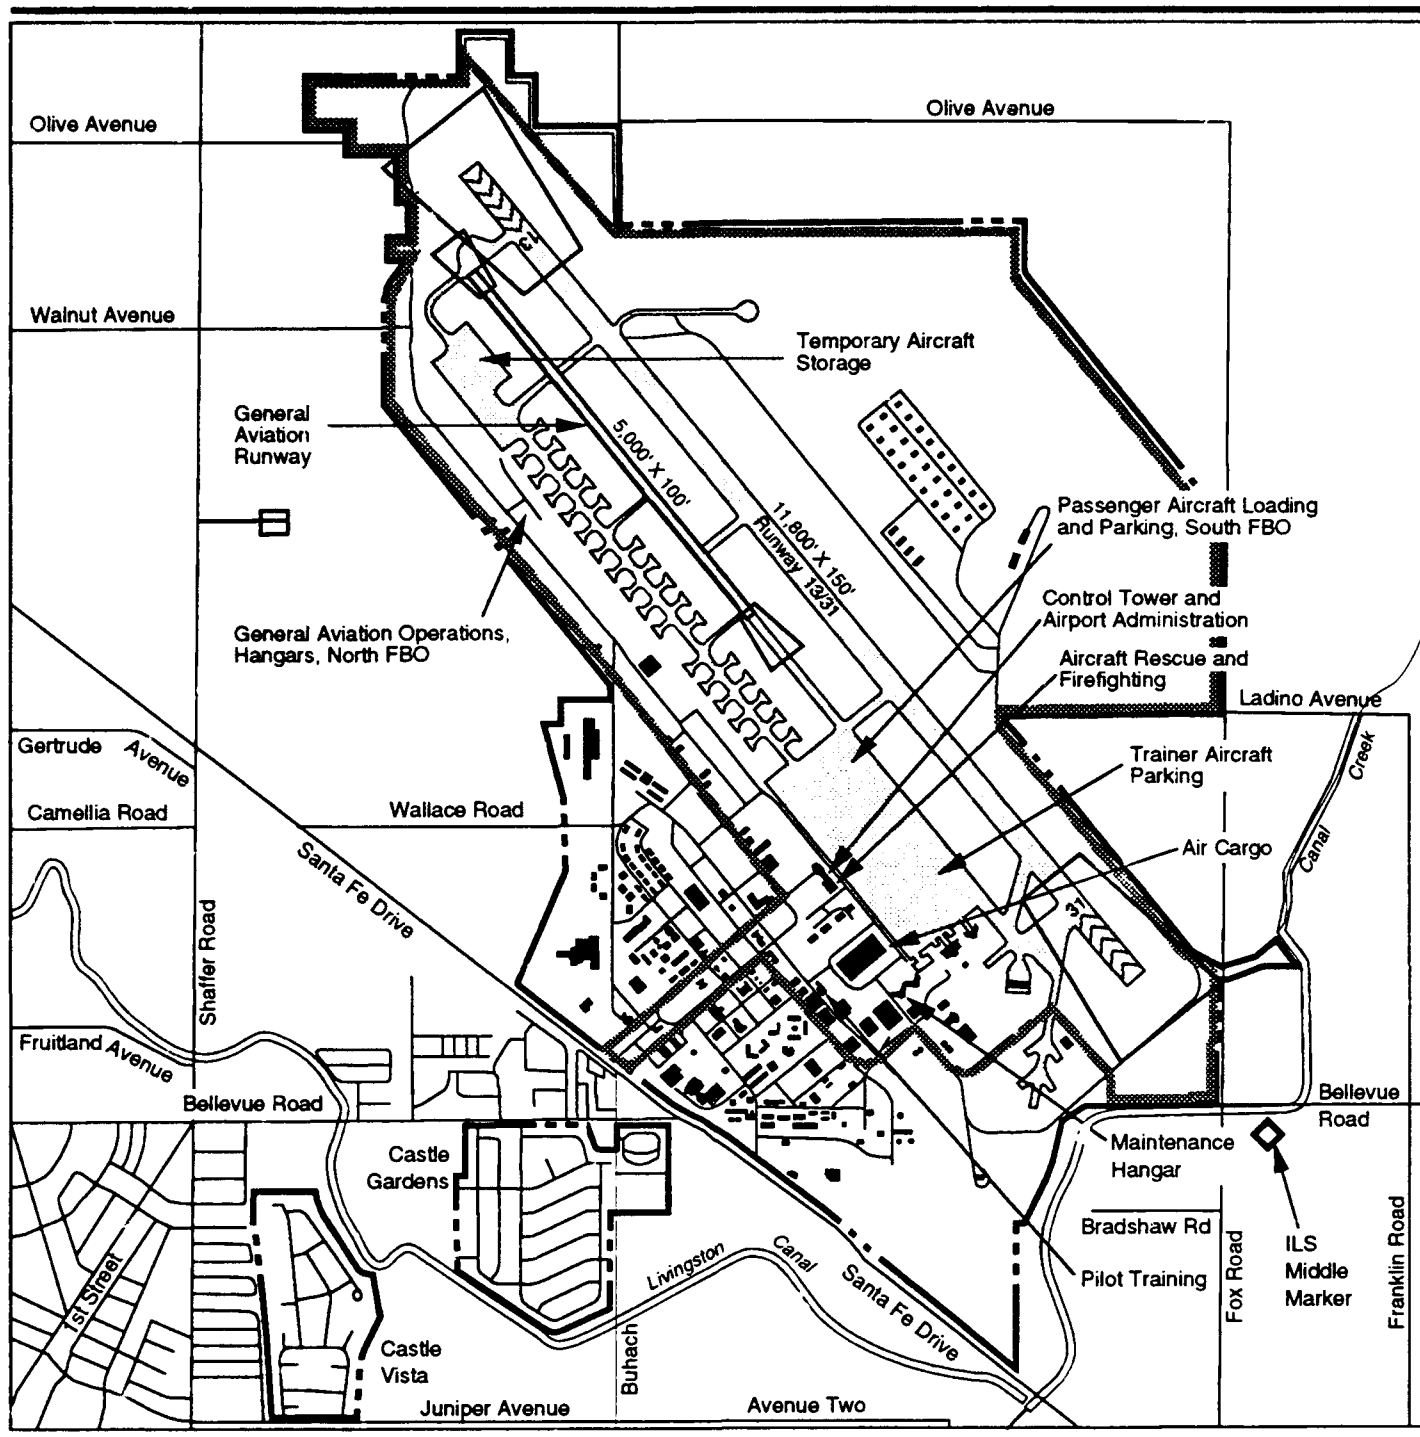 Olive Avenue
Olive Avenue
13
Walnut Avenue
Temporary Aircraft
Storage
General
Aviation
Runway
5,000' X 100'
11,800' X 150'
Runway 13/31
Passenger Aircraft Loading
and Parking, South FBO
Control Tower and
Airport Administration
General Aviation Operations,
Hangars, North FBO
Aircraft Rescue and
Firefighting
Ladino Avenue
Gertrude Avenue
Trainer Aircraft
Parking
Canal Creek
Camellia Road
Wallace Road
Air Cargo
Santa Fe Drive
31
Shaffer Road
Fruitland Avenue
Bellevue Road
Bellevue
Road
Maintenance
Hangar
Castle
Gardens
Bradshaw Rd
Livingston Canal
Santa Fe Drive
Pilot Training
ILS
Middle
Marker
Fox Road
Franklin Road
1st Street
Castle
Vista
Buhach
Juniper Avenue
Avenue Two